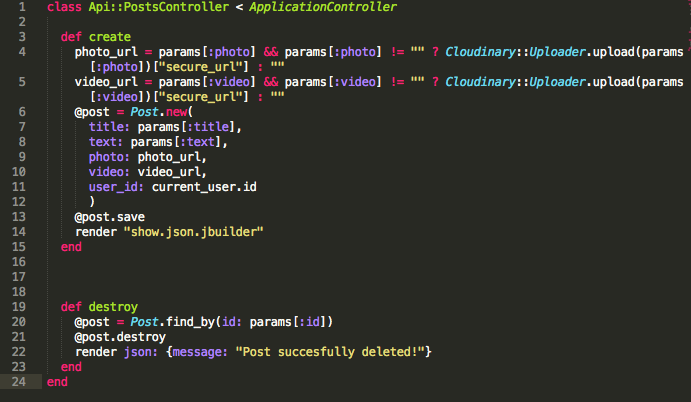 1 class Api::PostsController < ApplicationController
2
3   def create
4     photo_url = params[:photo] && params[:photo] != "" ? Cloudinary::Uploader.upload(params
      [:photo])["secure_url"] : ""
5     video_url = params[:video] && params[:video] != "" ? Cloudinary::Uploader.upload(params
      [:video])["secure_url"] : ""
6     @post = Post.new(
7       title: params[:title],
8       text: params[:text],
9       photo: photo_url,
10       video: video_url,
11       user_id: current_user.id
12       )
13     @post.save
14     render "show.json.jbuilder"
15   end
16
17
18
19   def destroy
20     @post = Post.find_by(id: params[:id])
21     @post.destroy
22     render json: {message: "Post succesfully deleted!"}
23   end
24 end